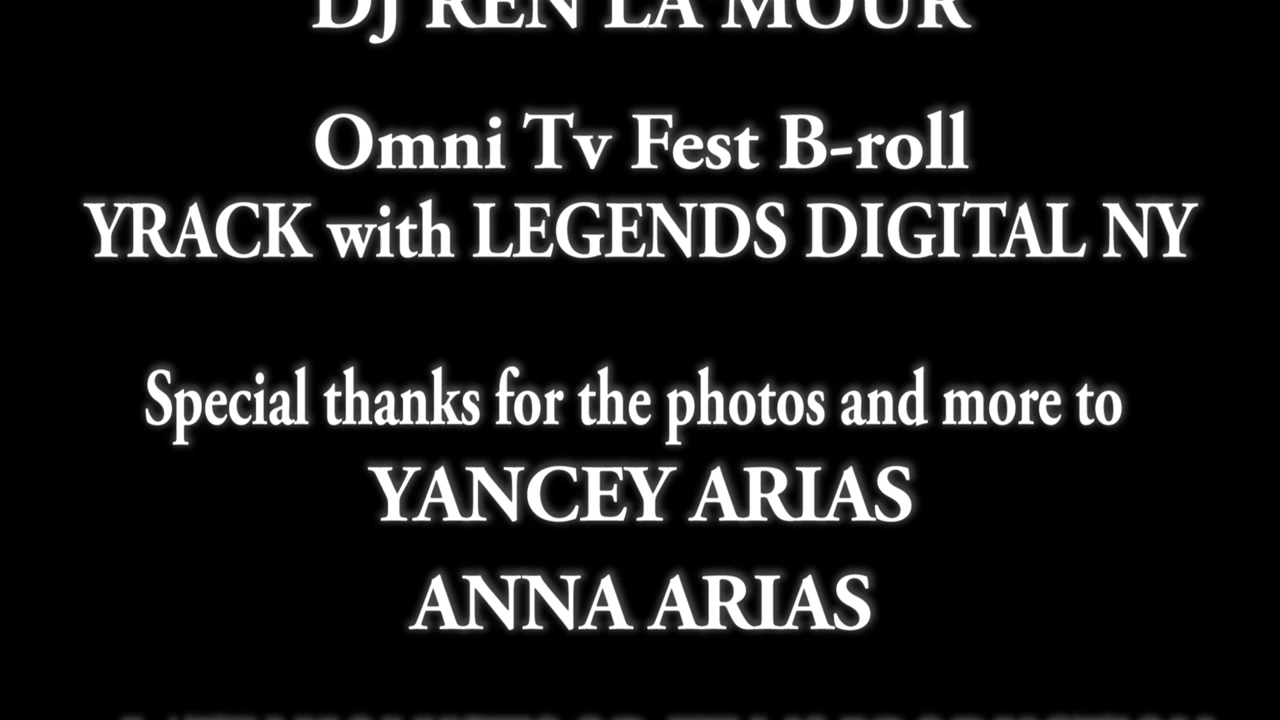 DJ REN LA MOUR
Omni Tv Fest B-roll
YRACK with LEGENDS DIGITAL NY
Special thanks for the photos and more to
YANCEY ARIAS
ANNA ARIAS